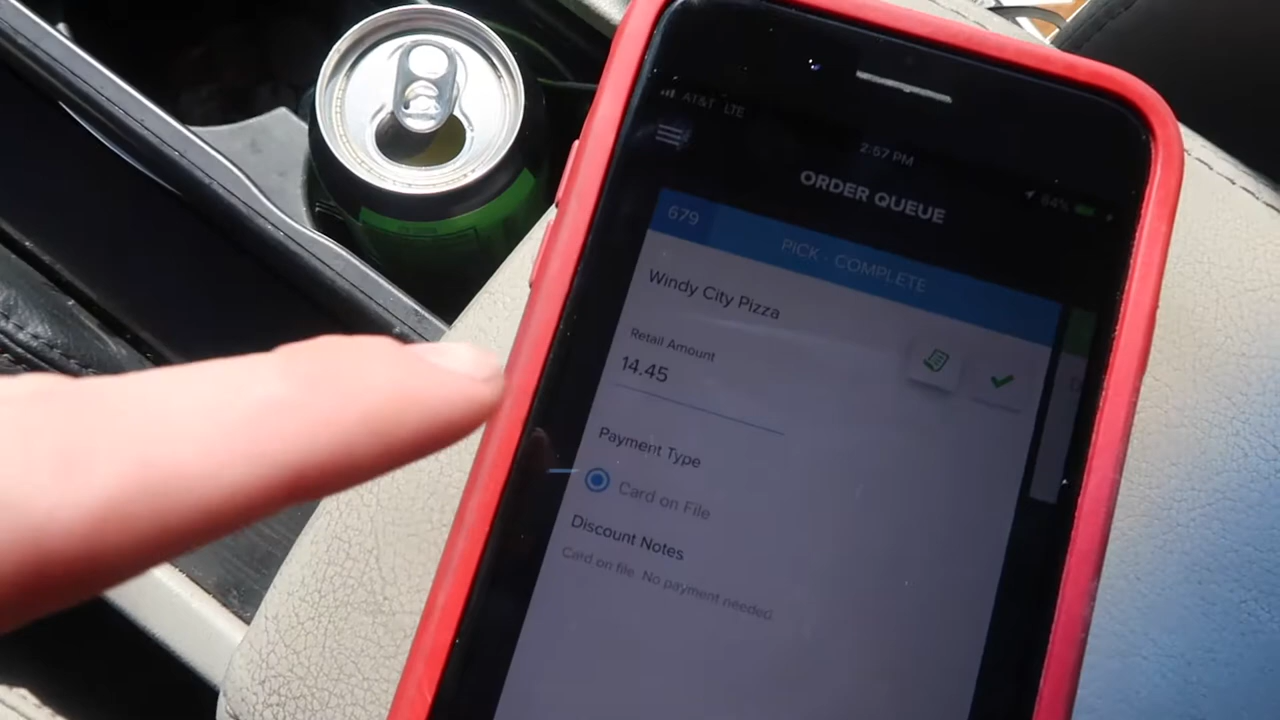 AT&T LTE
2:57 PM
64%
ORDER QUEUE
679
PICK - COMPLETE
Windy City Pizza
Retail Amount
14.45
Payment Type
Card on File
Discount Notes
Card on file. No payment needed.